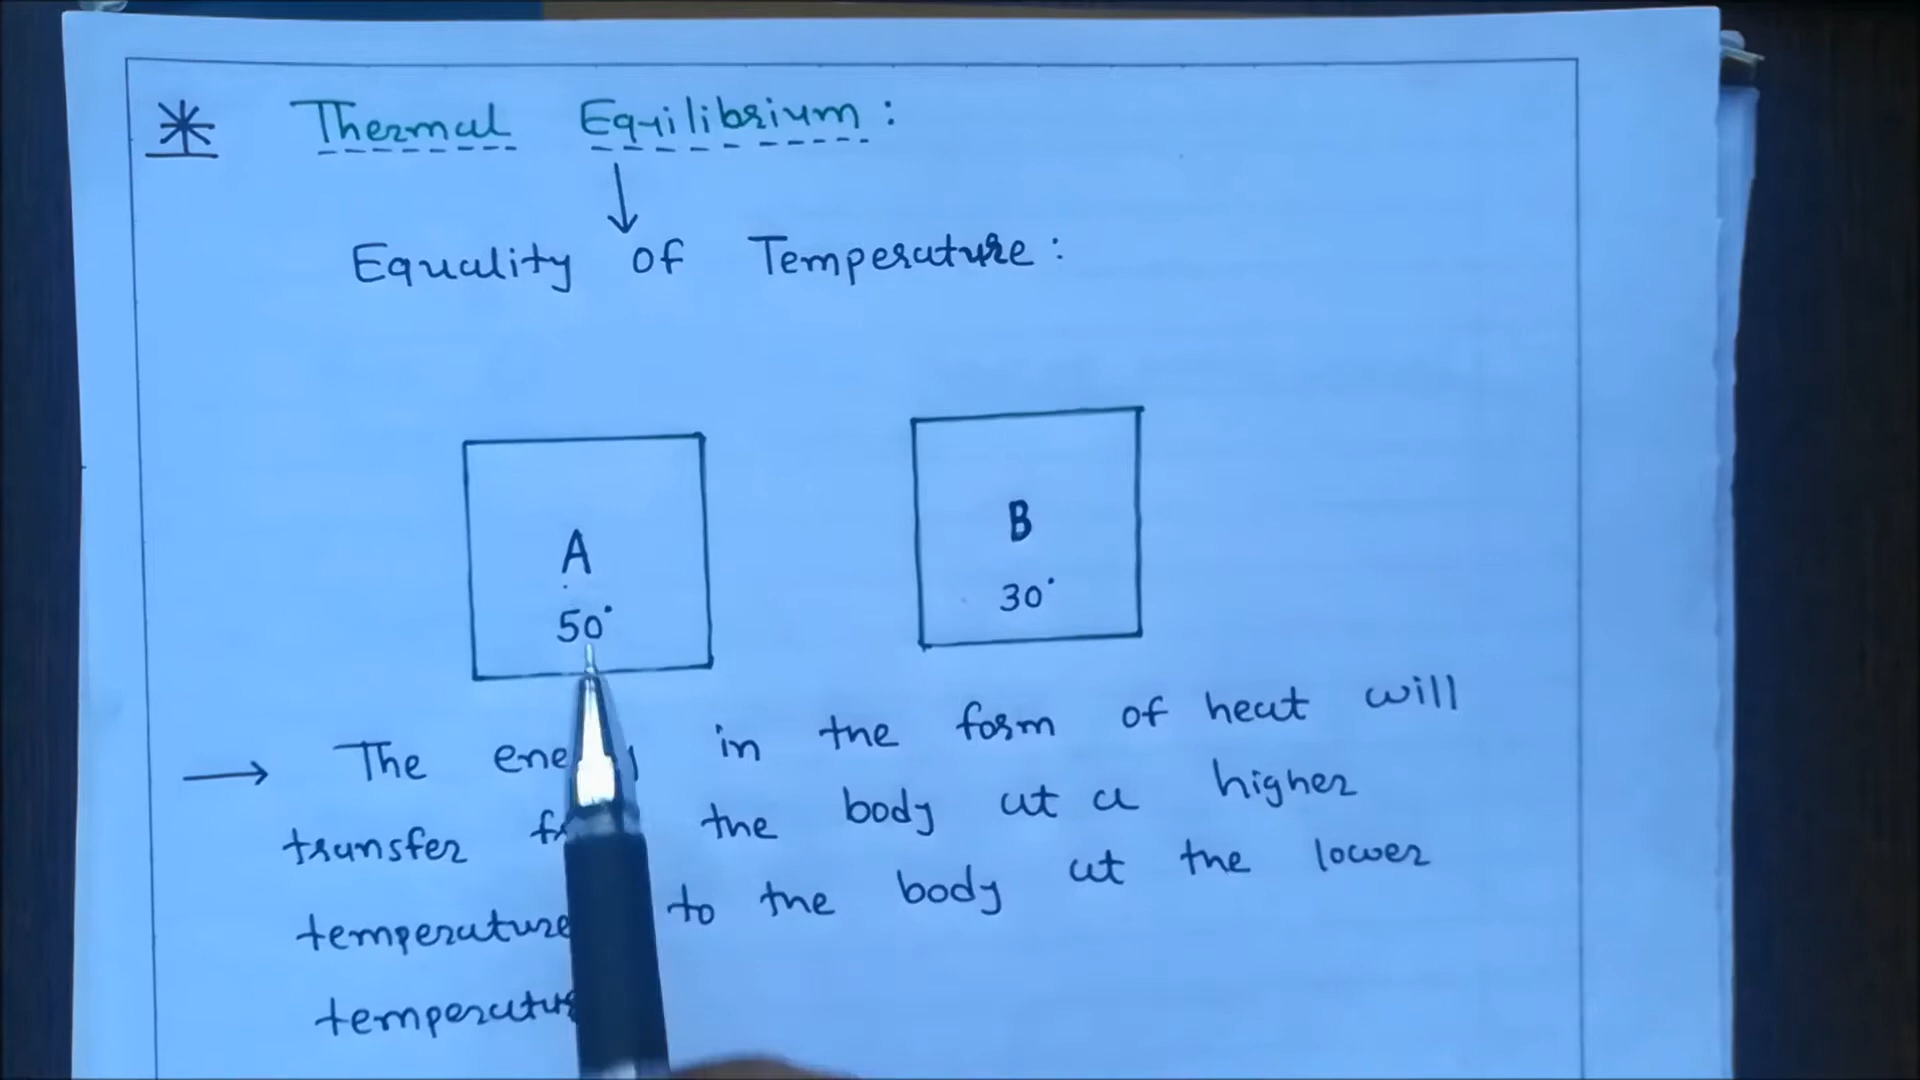 Thermal Equilibrium :
Equality of Temperature :
A
50°
B
30°
→ The in the form of heat will
transfer the body at a higher
temperature to the body at the lower